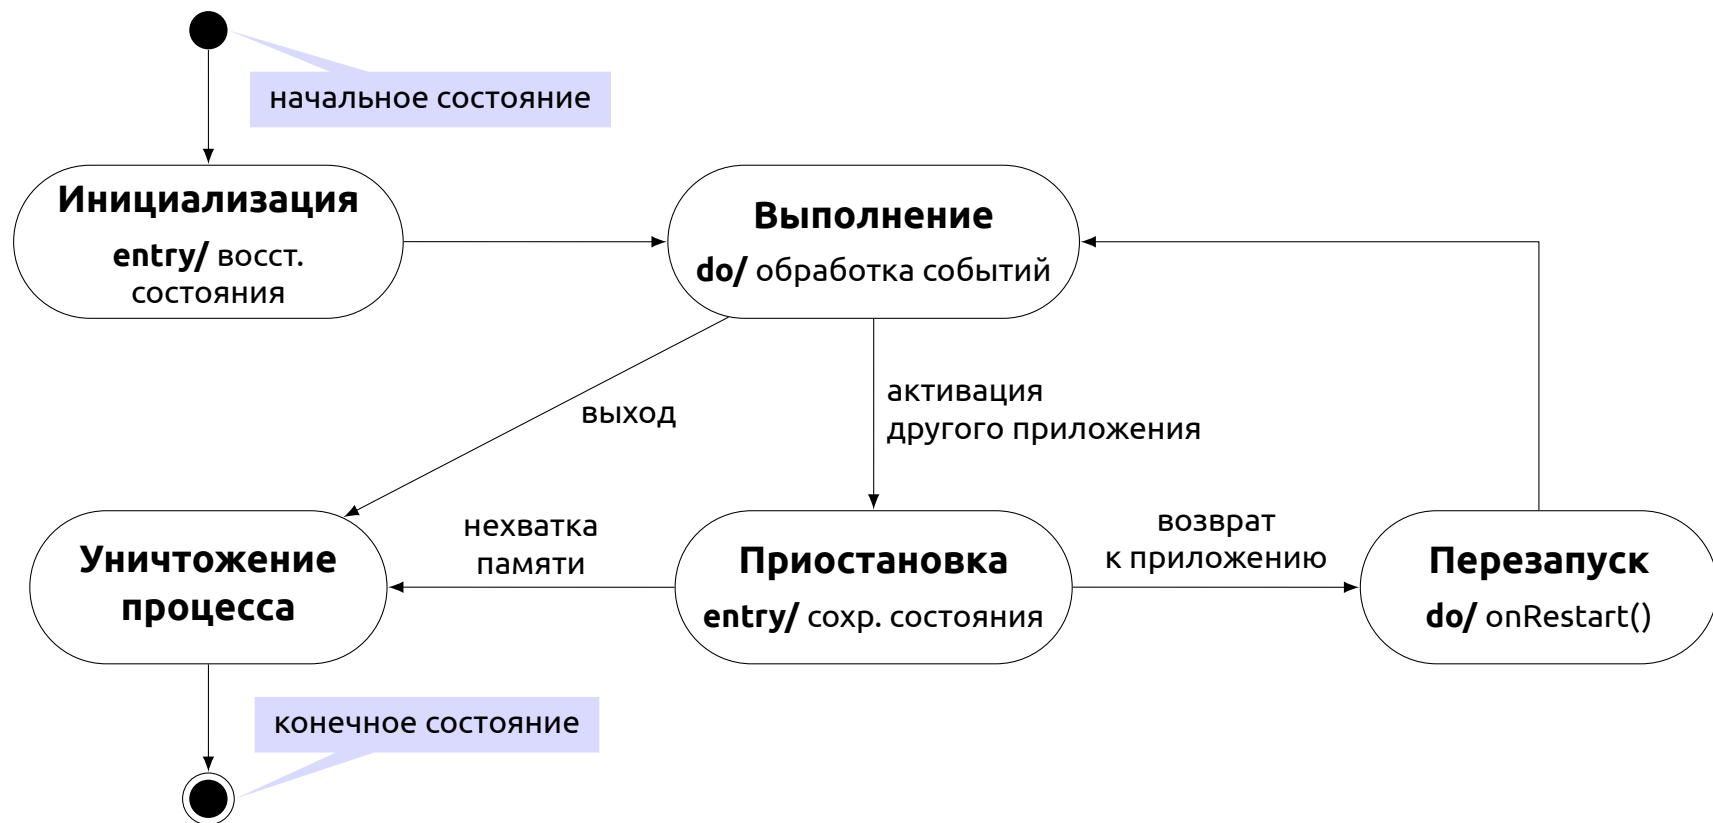 начальное состояние
Инициализация
entry/ восст.
состояния
Выполнение
do/ обработка событий
выход
активация
другого приложения
Уничтожение
процесса
нехватка
памяти
Приостановка
entry/ сохр. состояния
возврат
к приложению
Перезапуск
do/ onRestart()
конечное состояние